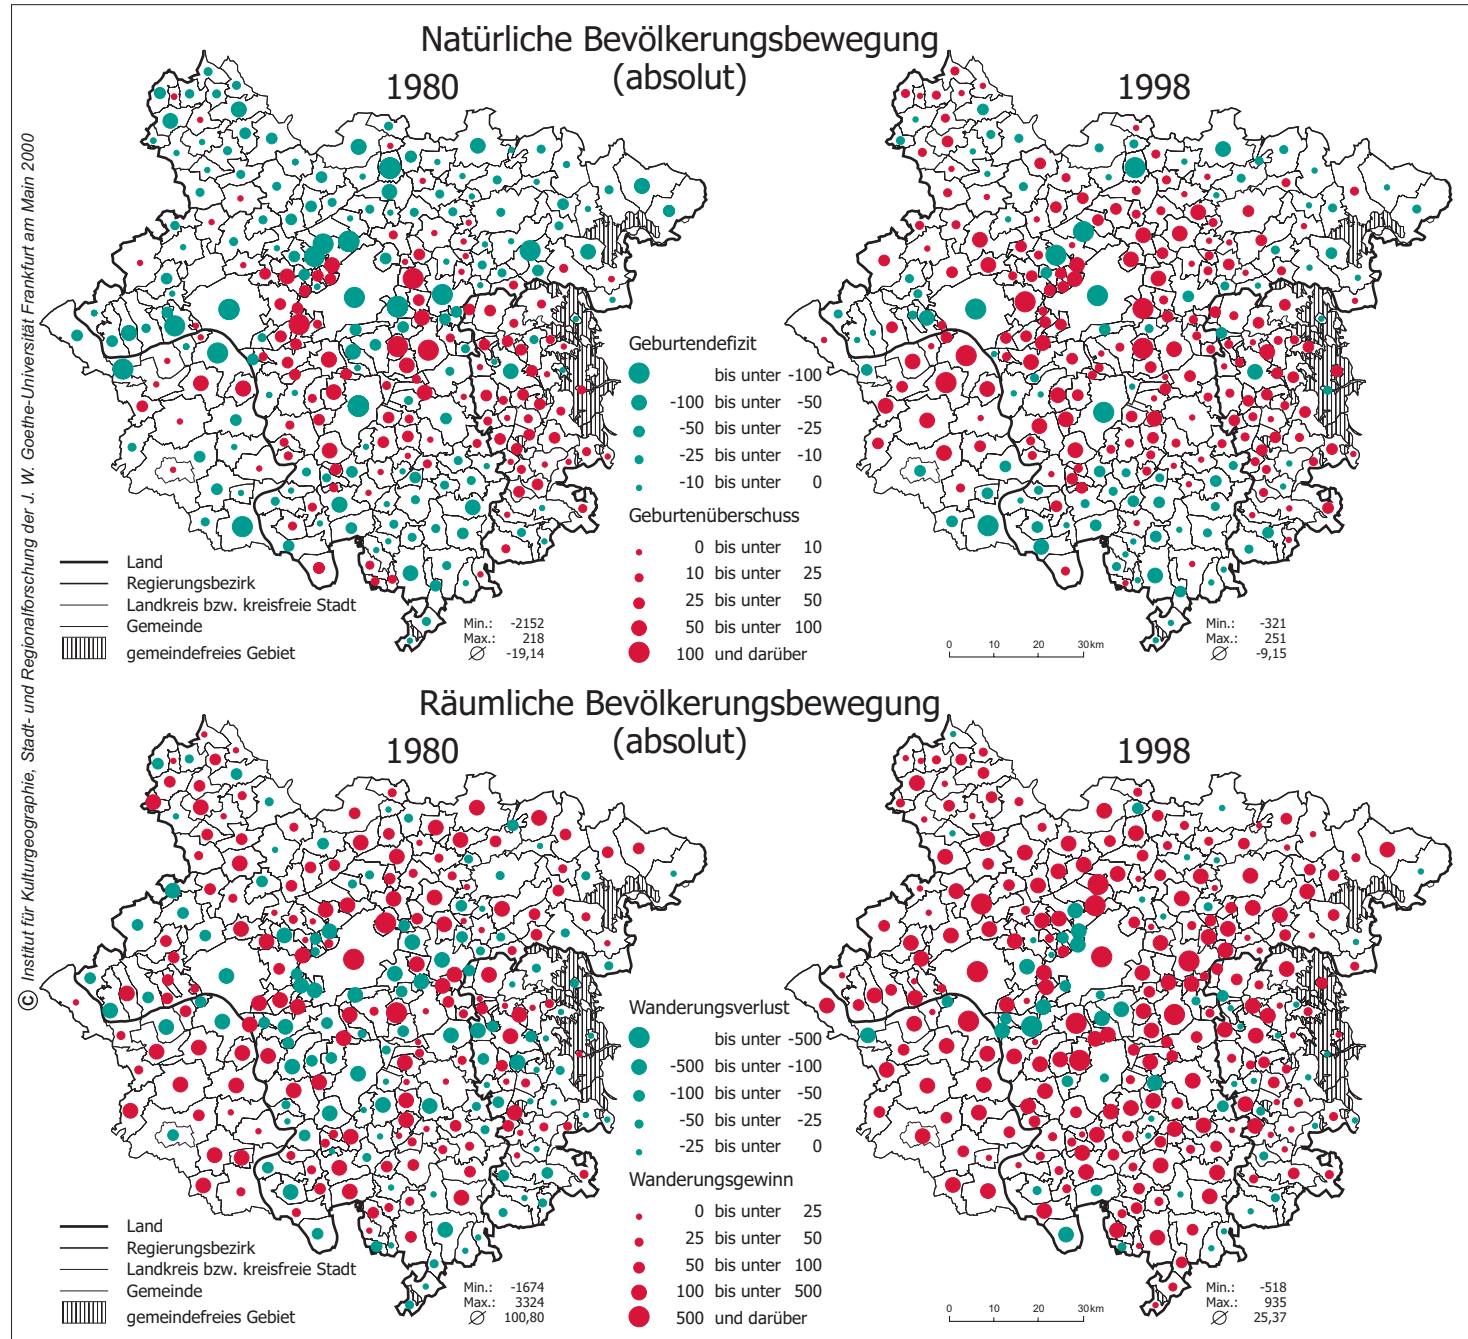 Natürliche Bevölkerungsbewegung
(absolut)
1980
1998
© Institut für Kulturgeographie, Stadt- und Regionalforschung der J. W. Goethe-Universität Frankfurt am Main 2000
Geburtendefizit
bis unter -100
-100 bis unter -50
-50 bis unter -25
-25 bis unter -10
-10 bis unter 0
Geburtenüberschuss
0 bis unter 10
10 bis unter 25
25 bis unter 50
50 bis unter 100
100 und darüber
Land
Regierungsbezirk
Landkreis bzw. kreisfreie Stadt
Gemeinde
gemeindefreies Gebiet
Min.: -2152
Max.: 218
∅ -19,14
0 10 20 30km
Min.: -321
Max.: 251
∅ -9,15
Räumliche Bevölkerungsbewegung
(absolut)
1980
1998
Wanderungsverlust
bis unter -500
-500 bis unter -100
-100 bis unter -50
-50 bis unter -25
-25 bis unter 0
Wanderungsgewinn
0 bis unter 25
25 bis unter 50
50 bis unter 100
100 bis unter 500
500 und darüber
Land
Regierungsbezirk
Landkreis bzw. kreisfreie Stadt
Gemeinde
gemeindefreies Gebiet
Min.: -1674
Max.: 3324
∅ 100,80
0 10 20 30km
Min.: -518
Max.: 935
∅ 25,37